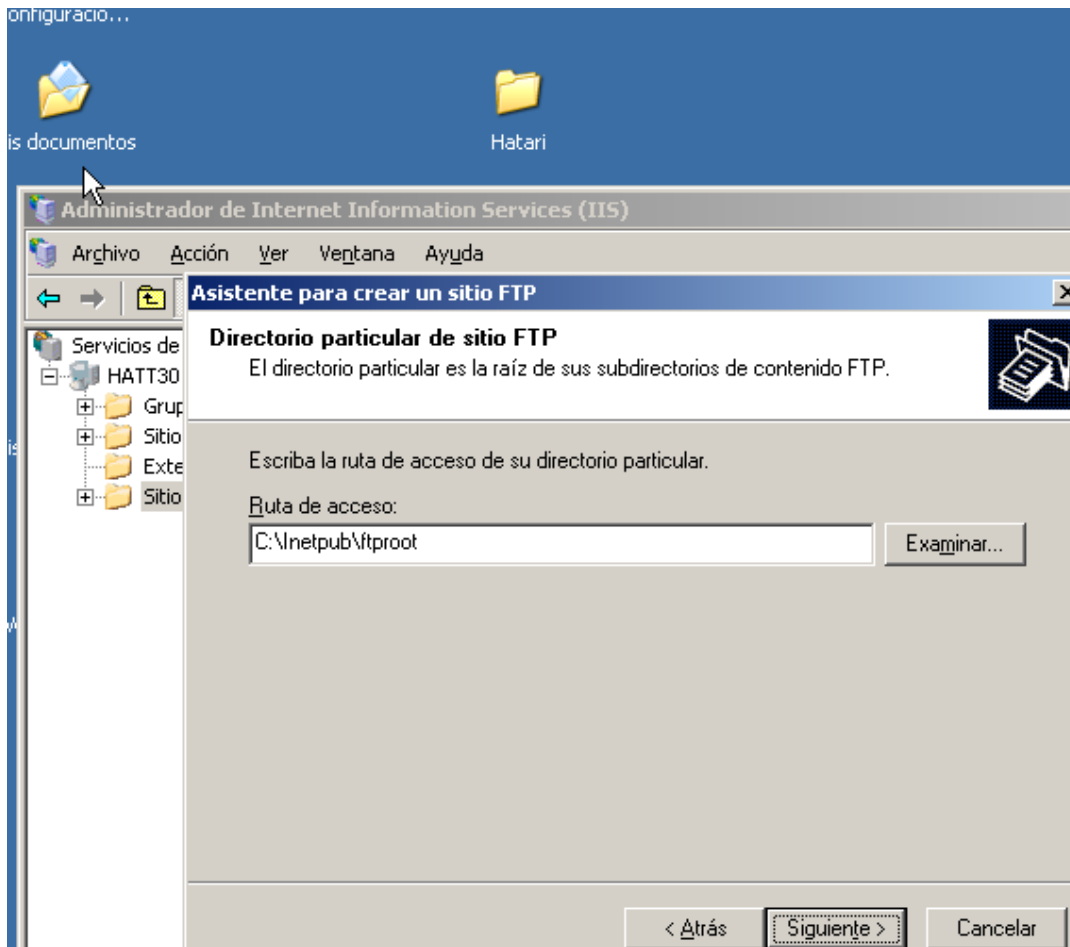 onfiguracio...
is documentos
Hatari
Administrador de Internet Information Services (IIS)
Archivo Acción Ver Ventana Ayuda
Asistente para crear un sitio FTP
Directorio particular de sitio FTP
El directorio particular es la raíz de sus subdirectorios de contenido FTP.
Servicios de
HATT30
Grup
Sitio
Exte
Sitio
Escriba la ruta de acceso de su directorio particular.
Ruta de acceso:
C:\Inetpub\ftproot
Examinar...
< Atrás
Siguiente >
Cancelar